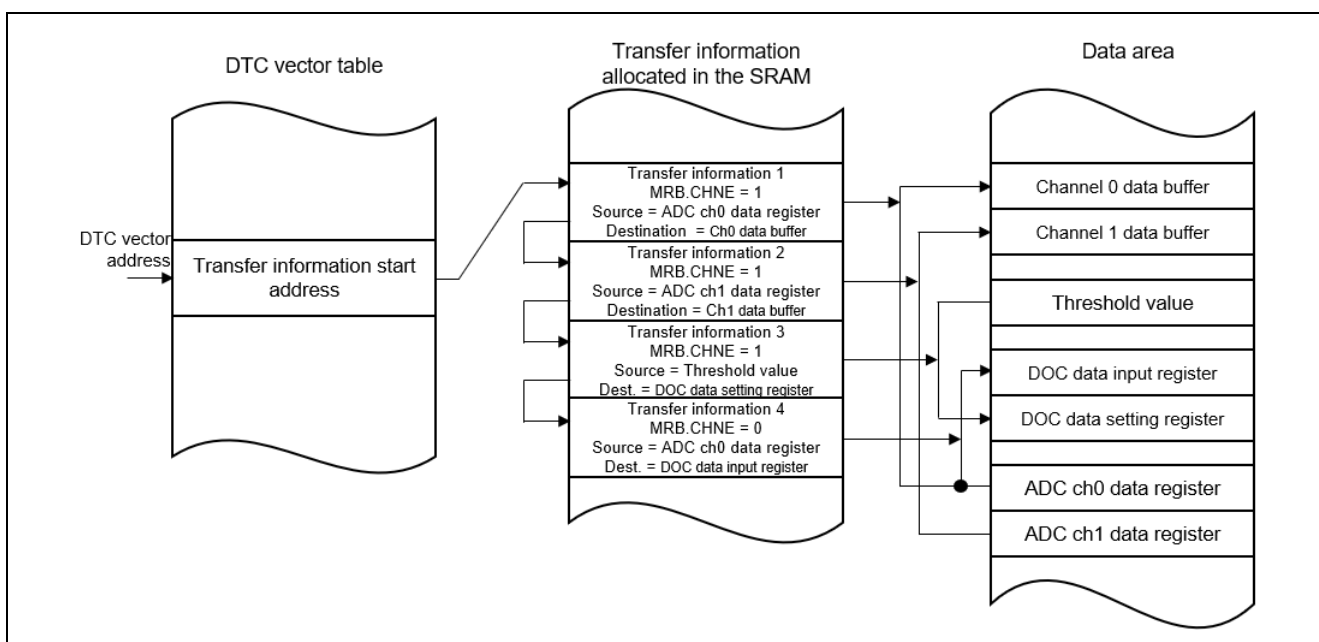 DTC vector table
DTC vector
address
Transfer information start
address
Transfer information
allocated in the SRAM
Transfer information 1
MRB.CHNE = 1
Source = ADC ch0 data register
Destination = Ch0 data buffer
Transfer information 2
MRB.CHNE = 1
Source = ADC ch1 data register
Destination = Ch1 data buffer
Transfer information 3
MRB.CHNE = 1
Source = Threshold value
Dest. = DOC data setting register
Transfer information 4
MRB.CHNE = 0
Source = ADC ch0 data register
Dest. = DOC data input register
Data area
Channel 0 data buffer
Channel 1 data buffer
Threshold value
DOC data input register
DOC data setting register
ADC ch0 data register
ADC ch1 data register